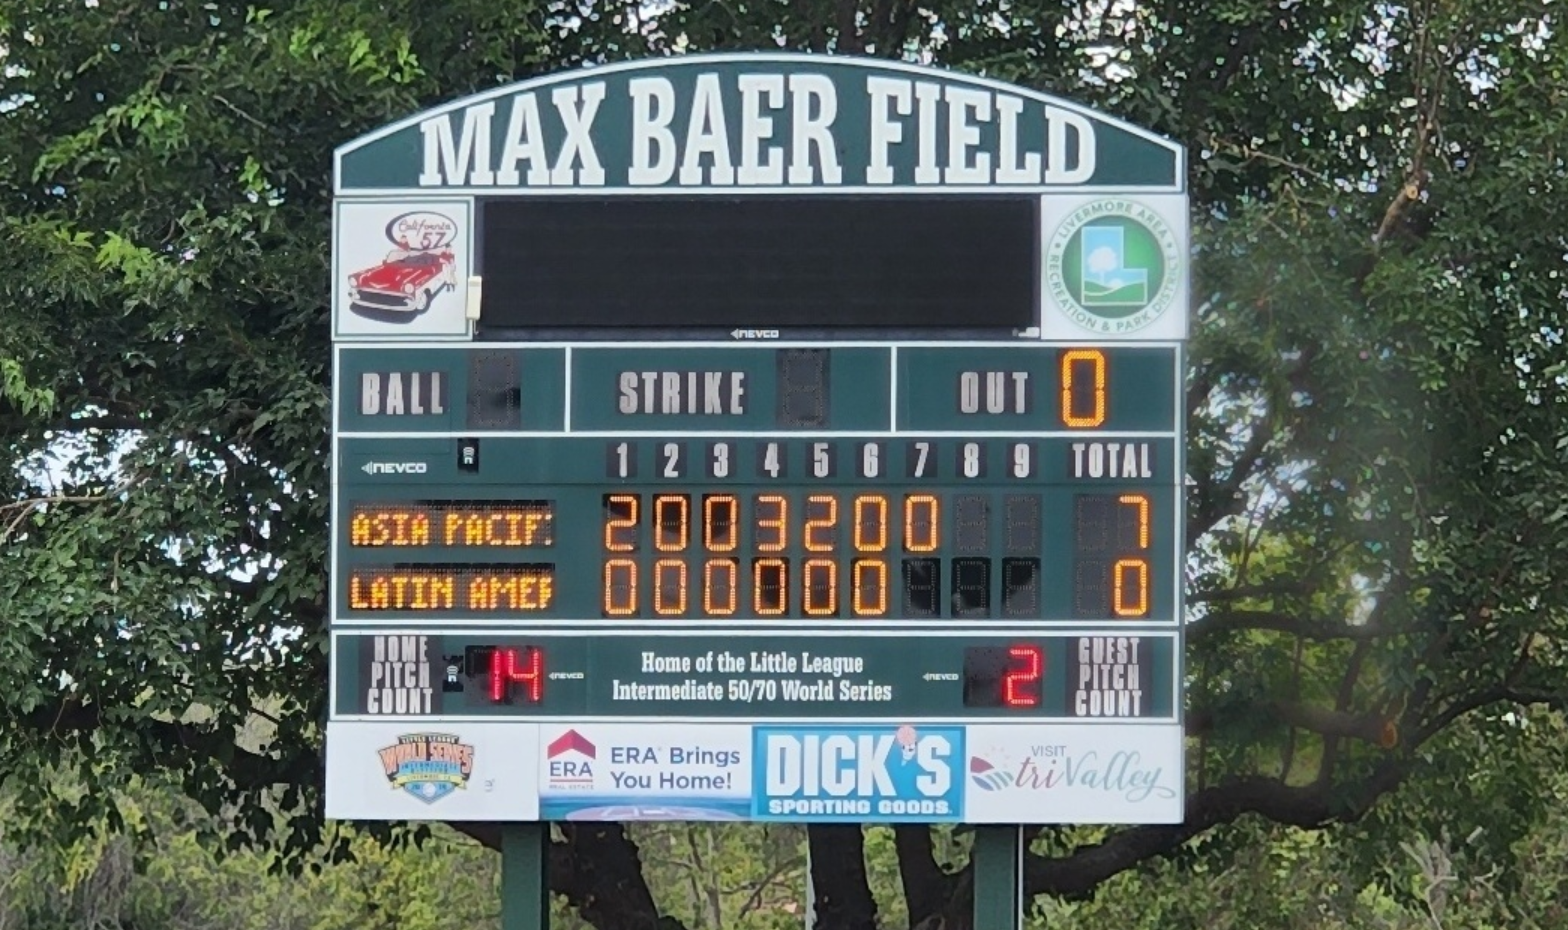 MAX BAER FIELD
California
57
LIVERMORE AREA
RECREATION & PARK DISTRICT
NEVCO
BALL STRIKE OUT 0
NEVCO 1 2 3 4 5 6 7 8 9 TOTAL
ASIA PACIF 2 0 0 3 2 0 0 7
LATIN AMER 0 0 0 0 0 0 0
HOME PITCH COUNT 14 NEVCO
Home of the Little League
Intermediate 50/70 World Series
NEVCO 2 GUEST PITCH COUNT
LITTLE LEAGUE
WORLD SERIES
ERA
REAL ESTATE
ERA® Brings
You Home!
DICK'S
SPORTING GOODS.
VISIT
triValley